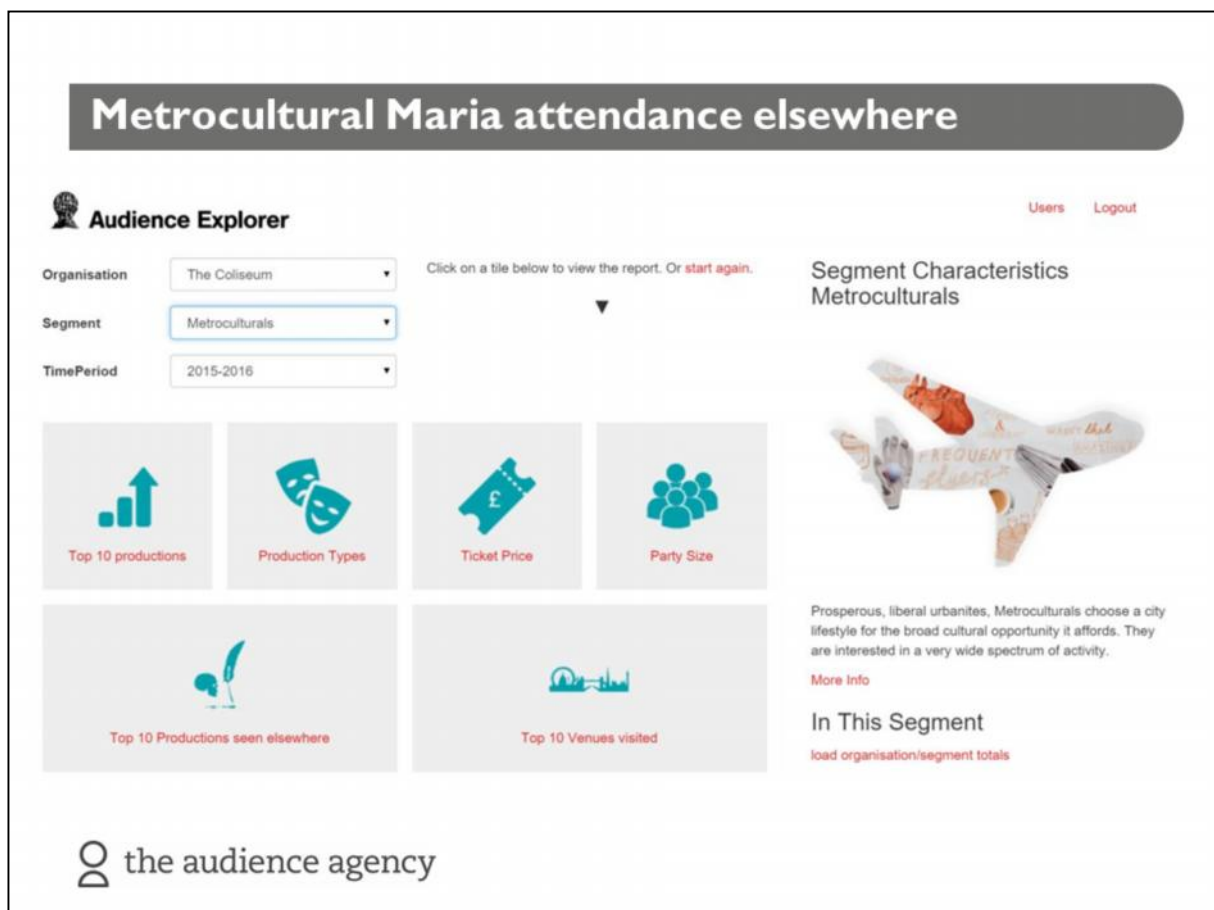 Metrocultural Maria attendance elsewhere
Audience Explorer
Users
Logout
Organisation
The Coliseum
Segment
Metroculturals
TimePeriod
2015-2016
Click on a tile below to view the report. Or start again.
Segment Characteristics
Metroculturals
&
FREQUENT
Top 10 productions
Production Types
£
Ticket Price
Party Size
Top 10 Productions seen elsewhere
Top 10 Venues visited
Prosperous, liberal urbanites, Metroculturals choose a city
lifestyle for the broad cultural opportunity it affords. They
are interested in a very wide spectrum of activity.
More Info
In This Segment
load organisation/segment totals
the audience agency